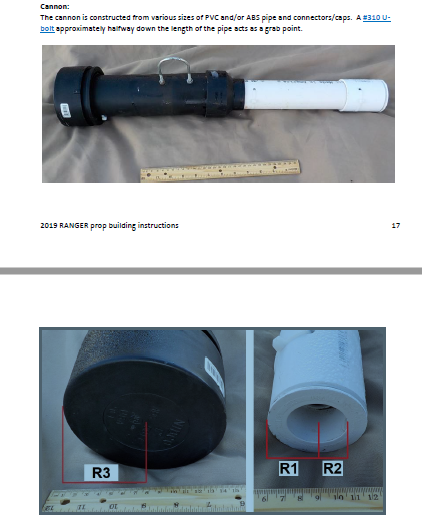 Cannon:
The cannon is constructed from various sizes of PVC and/or ABS pipe and connectors/caps. A #310 U-
bolt approximately halfway down the length of the pipe acts as a grab point.
2019 RANGER prop building instructions
17
R3
R1
R2